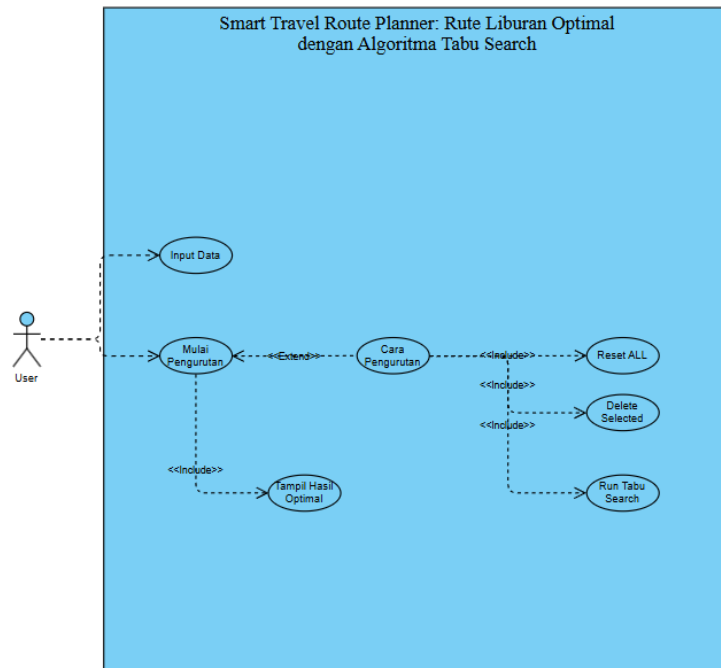 Smart Travel Route Planner: Rute Liburan Optimal
dengan Algoritma Tabu Search
Input Data
User
Mulai
Pengurutan
<<Extend>>
Cara
Pengurutan
<<Include>>
Reset ALL
<<Include>>
Delete
Selected
<<Include>>
<<Include>>
Tampil Hasil
Optimal
Run Tabu
Search